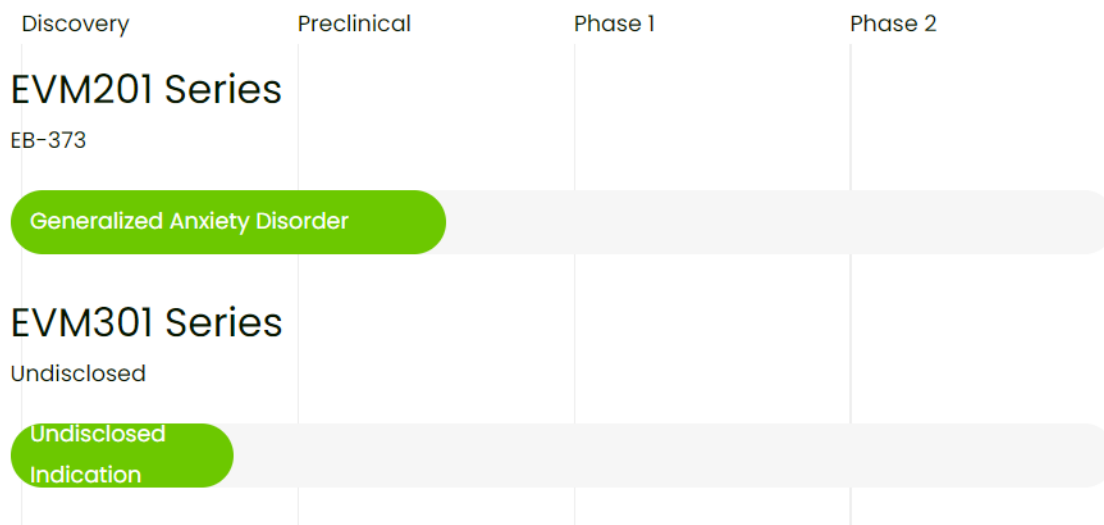 Discovery Preclinical Phase 1 Phase 2
EVM201 Series
EB-373
Generalized Anxiety Disorder
EVM301 Series
Undisclosed
Undisclosed
Indication